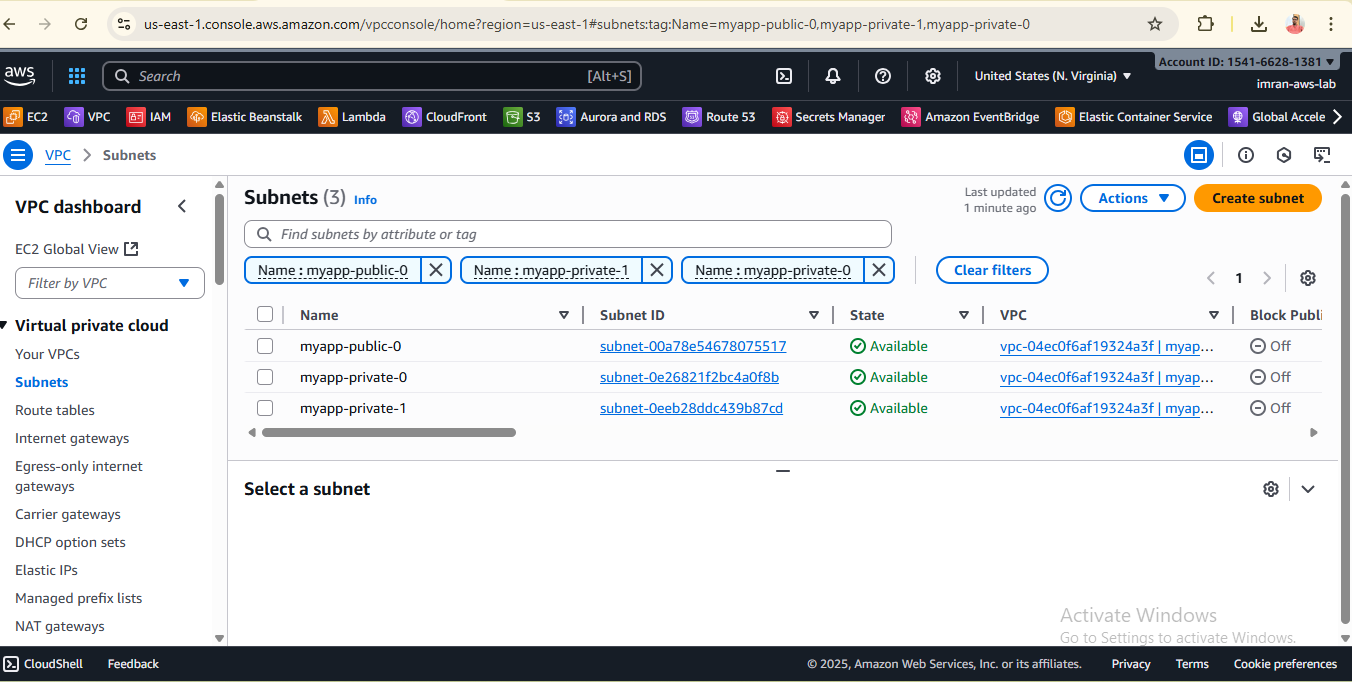 us-east-1.console.aws.amazon.com/vpcconsole/home?region=us-east-1#subnets:tag:Name=myapp-public-0,myapp-private-1,myapp-private-0
aws
Search [Alt+S]
United States (N. Virginia)
Account ID: 1541-6628-1381
imran-aws-lab
EC2 VPC IAM Elastic Beanstalk Lambda CloudFront S3 Aurora and RDS Route 53 Secrets Manager Amazon EventBridge Elastic Container Service Global Accele
VPC Subnets
VPC dashboard
EC2 Global View
Filter by VPC
Virtual private cloud
Your VPCs
Subnets
Route tables
Internet gateways
Egress-only internet
gateways
Carrier gateways
DHCP option sets
Elastic IPs
Managed prefix lists
NAT gateways
Subnets (3) Info
Last updated
1 minute ago
Actions
Create subnet
Find subnets by attribute or tag
Name : myapp-public-0 Name : myapp-private-1 Name : myapp-private-0 Clear filters
1
Name Subnet ID State VPC Block Publi
myapp-public-0 subnet-00a78e54678075517 Available vpc-04ec0f6af19324a3f | myap... Off
myapp-private-0 subnet-0e26821f2bc4a0f8b Available vpc-04ec0f6af19324a3f | myap... Off
myapp-private-1 subnet-0eeb28ddc439b87cd Available vpc-04ec0f6af19324a3f | myap... Off
Select a subnet
Activate Windows
Go to Settings to activate Windows.
CloudShell Feedback © 2025, Amazon Web Services, Inc. or its affiliates. Privacy Terms Cookie preferences